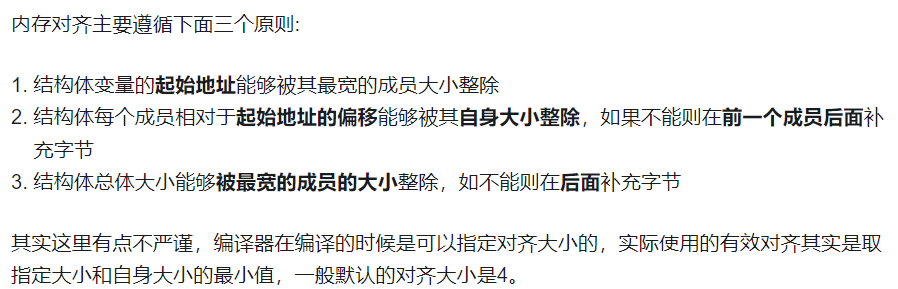 内存对齐主要遵循下面三个原则:
1. 结构体变量的起始地址能够被其最宽的成员大小整除
2. 结构体每个成员相对于起始地址的偏移能够被其自身大小整除，如果不能则在前一个成员后面补
充字节
3. 结构体总体大小能够被最宽的成员的大小整除，如不能则在后面补充字节
其实这里有点不严谨，编译器在编译的时候是可以指定对齐大小的，实际使用的有效对齐其实是取
指定大小和自身大小的最小值，一般默认的对齐大小是4。